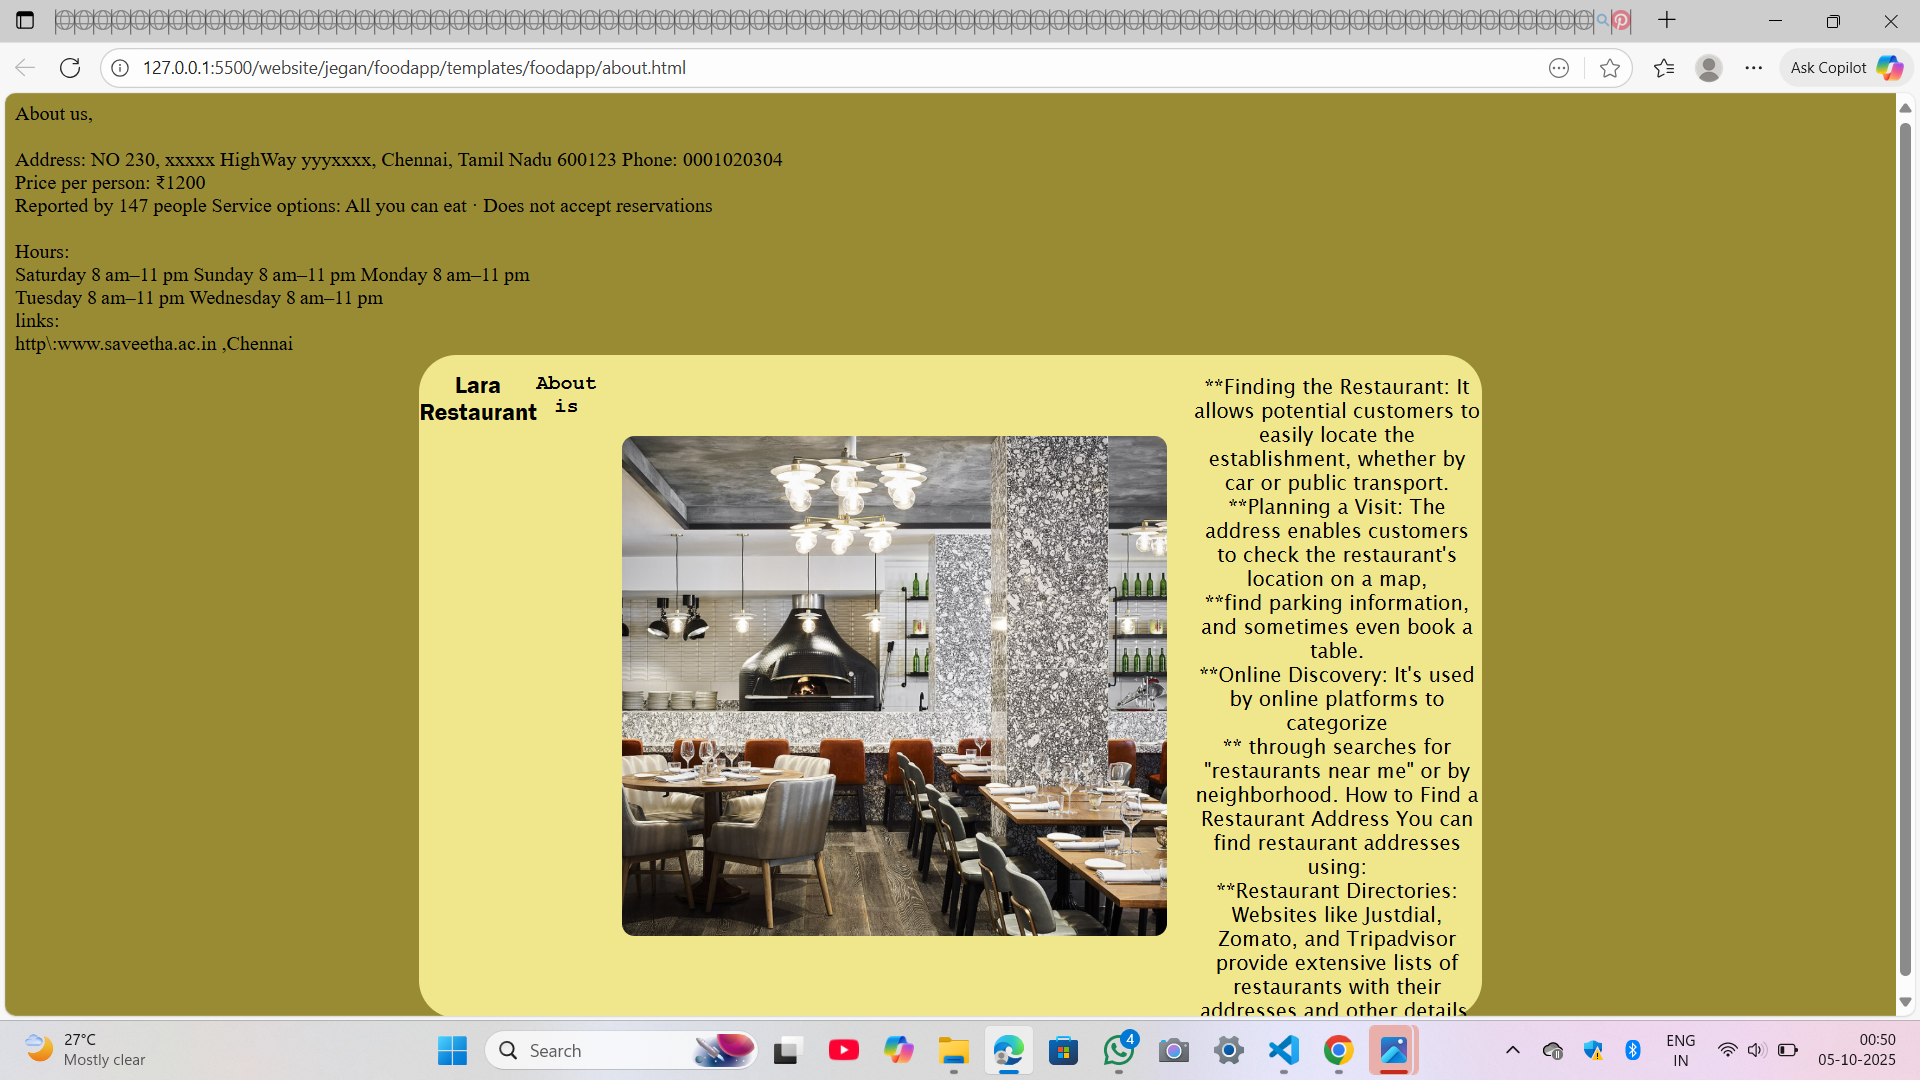 127.0.0.1:5500/website/jegan/foodapp/templates/foodapp/about.html
Ask Copilot
About us,
Address: NO 230, xxxxx HighWay yyyxxxx, Chennai, Tamil Nadu 600123 Phone: 0001020304
Price per person: ₹1200
Reported by 147 people Service options: All you can eat · Does not accept reservations
Hours:
Saturday 8 am–11 pm Sunday 8 am–11 pm Monday 8 am–11 pm
Tuesday 8 am–11 pm Wednesday 8 am–11 pm
links:
http\:www.saveetha.ac.in ,Chennai
Lara
Restaurant
About
is
**Finding the Restaurant: It
allows potential customers to
easily locate the
establishment, whether by
car or public transport.
**Planning a Visit: The
address enables customers
to check the restaurant's
location on a map,
**find parking information,
and sometimes even book a
table.
**Online Discovery: It's used
by online platforms to
categorize
** through searches for
"restaurants near me" or by
neighborhood. How to Find a
Restaurant Address You can
find restaurant addresses
using:
**Restaurant Directories:
Websites like Justdial,
Zomato, and Tripadvisor
provide extensive lists of
restaurants with their
addresses and other details.
27°C
Mostly clear
Search
4
ENG
IN
00:50
05-10-2025